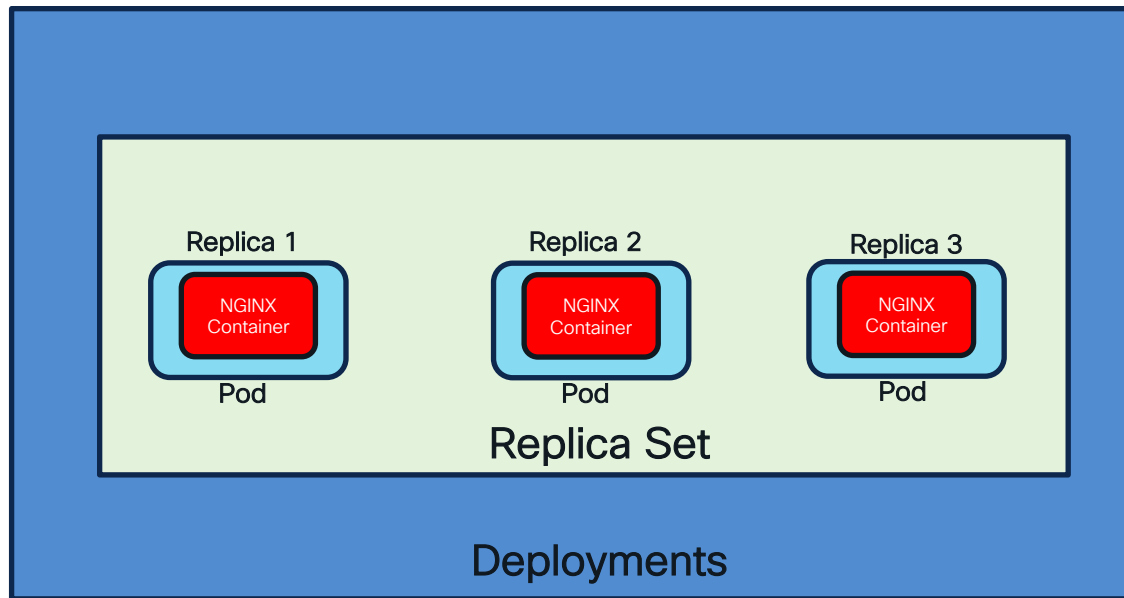 Replica 1
Replica 2
Replica 3
NGINX
Container
NGINX
Container
NGINX
Container
Pod
Pod
Pod
Replica Set
Deployments